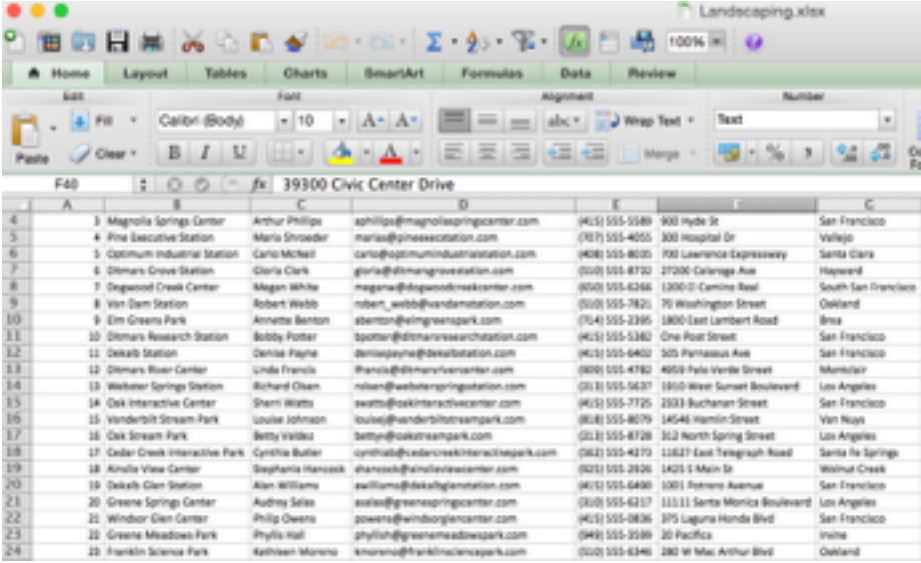 Landscaping.xlsx
100%
Home Layout Tables Charts SmartArt Formulas Data Review
Edit Font Alignment Number
Fill Calibri (Body) 10 A A abc Wrap Text Text
Paste Clear B I U A Merge % ,
F40 fx 39300 Civic Center Drive
A B C D E F G
4 3 Magnolia Springs Center Arthur Phillips aphillips@magnoliaspringscenter.com (415) 555-5589 900 Hyde St San Francisco
5 4 Pine Executive Station Maria Shroeder marias@pineexecstation.com (707) 555-4055 300 Hospital Dr Vallejo
6 5 Optimum Industrial Station Carlo McNeil carlo@optimumindustrialstation.com (408) 555-8035 700 Lawrence Expressway Santa Clara
7 6 Ditmars Grove Station Gloria Clark gloria@ditmarsgrovestation.com (510) 555-8732 27200 Calaroga Ave Hayward
8 7 Dogwood Creek Center Megan White meganw@dogwoodcreekcenter.com (650) 555-6266 1200 El Camino Real South San Francisco
9 8 Van Dam Station Robert Webb robert_webb@vandamstation.com (510) 555-7821 70 Washington Street Oakland
10 9 Elm Greens Park Annette Benton abenton@elmgreenspark.com (714) 555-2395 1800 East Lambert Road Brea
11 10 Ditmars Research Station Bobby Potter bpotter@ditmarsresearchstation.com (415) 555-5382 One Post Street San Francisco
12 11 Dekalb Station Denise Payne denisepayne@dekalbstation.com (415) 555-6402 505 Parnassus Ave San Francisco
13 12 Ditmars River Center Linda Francis lfrancis@ditmarsrivercenter.com (909) 555-4782 4959 Palo Verde Street Montclair
14 13 Webster Springs Station Richard Olsen rolsen@websterspringsstation.com (213) 555-5637 1910 West Sunset Boulevard Los Angeles
15 14 Oak Interactive Center Sherri Watts swatts@oakinteractivecenter.com (415) 555-7725 2333 Buchanan Street San Francisco
16 15 Vanderbilt Stream Park Louise Johnson louisej@vanderbiltstreampark.com (818) 555-8079 14546 Hamlin Street Van Nuys
17 16 Oak Stream Park Betty Valdez bettyv@oakstreampark.com (213) 555-8728 312 North Spring Street Los Angeles
18 17 Cedar Creek Interactive Park Cynthia Butler cynthiab@cedarcreekinteractivepark.com (562) 555-4273 11637 East Telegraph Road Santa Fe Springs
19 18 Ainslie View Center Stephanie Hancock shancock@ainslieviewcenter.com (925) 555-2926 1425 S Main St Walnut Creek
20 19 Dekalb Glen Station Alan Williams awilliams@dekalbglenstation.com (415) 555-6490 1001 Potrero Avenue San Francisco
21 20 Greene Springs Center Audrey Salas asalas@greenespringscenter.com (310) 555-6217 11111 Santa Monica Boulevard Los Angeles
22 21 Windsor Glen Center Philip Owens powens@windsorglencenter.com (415) 555-0836 375 Laguna Honda Blvd San Francisco
23 22 Greene Meadows Park Phyllis Hall phyllish@greenemeadowspark.com (949) 555-3599 20 Pacifica Irvine
24 23 Franklin Science Park Kathleen Moreno kmoreno@franklinsciencepark.com (510) 555-6346 280 W Mac Arthur Blvd Oakland